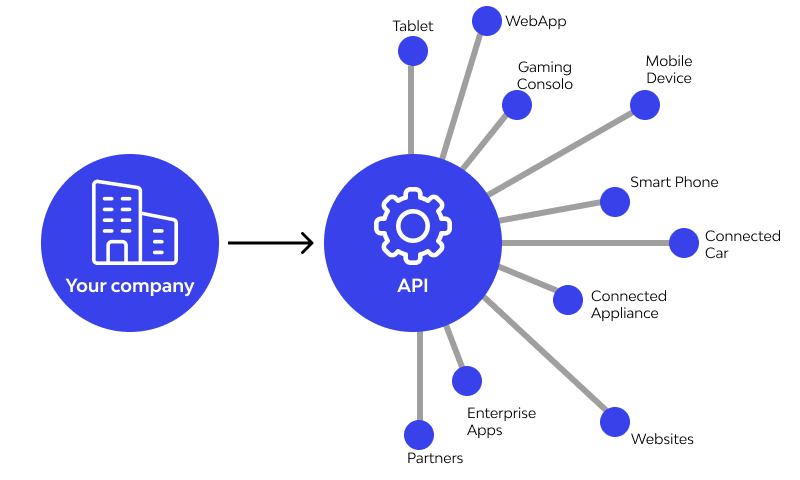 Tablet
WebApp
Gaming
Consolo
Mobile
Device
Smart Phone
Connected
Car
Your company
API
Connected
Appliance
Enterprise
Apps
Websites
Partners